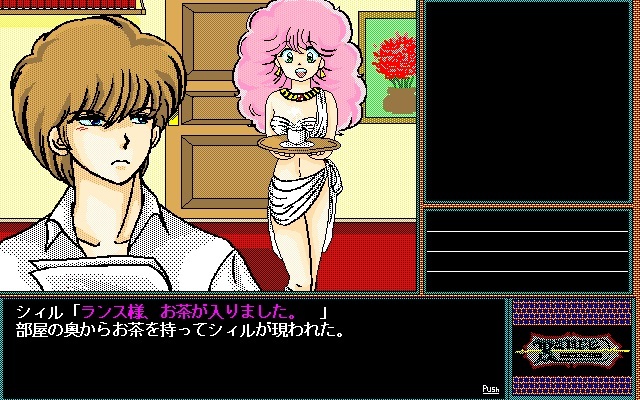 シィル「ランス様、お茶が入りました。　」
部屋の奥からお茶を持ってシィルが現われた。
Push